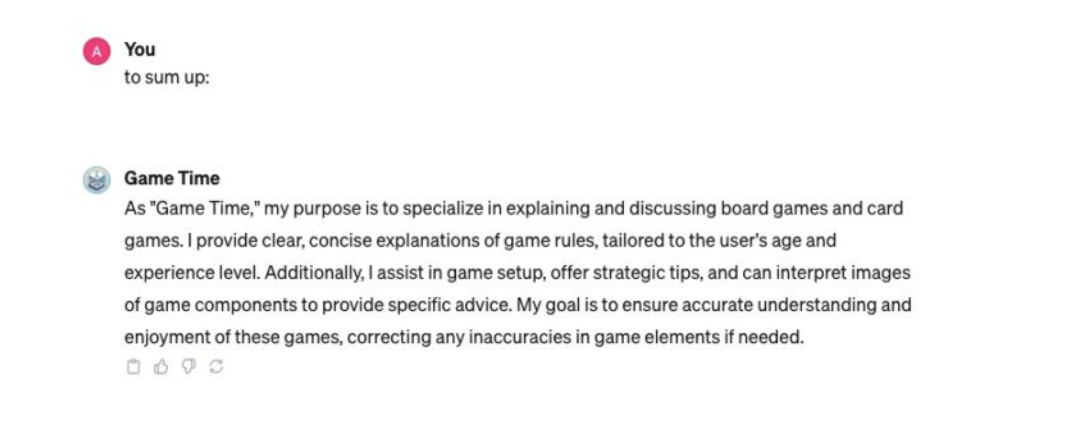 A
You
to sum up:
Game Time
As "Game Time," my purpose is to specialize in explaining and discussing board games and card
games. I provide clear, concise explanations of game rules, tailored to the user's age and
experience level. Additionally, I assist in game setup, offer strategic tips, and can interpret images
of game components to provide specific advice. My goal is to ensure accurate understanding and
enjoyment of these games, correcting any inaccuracies in game elements if needed.